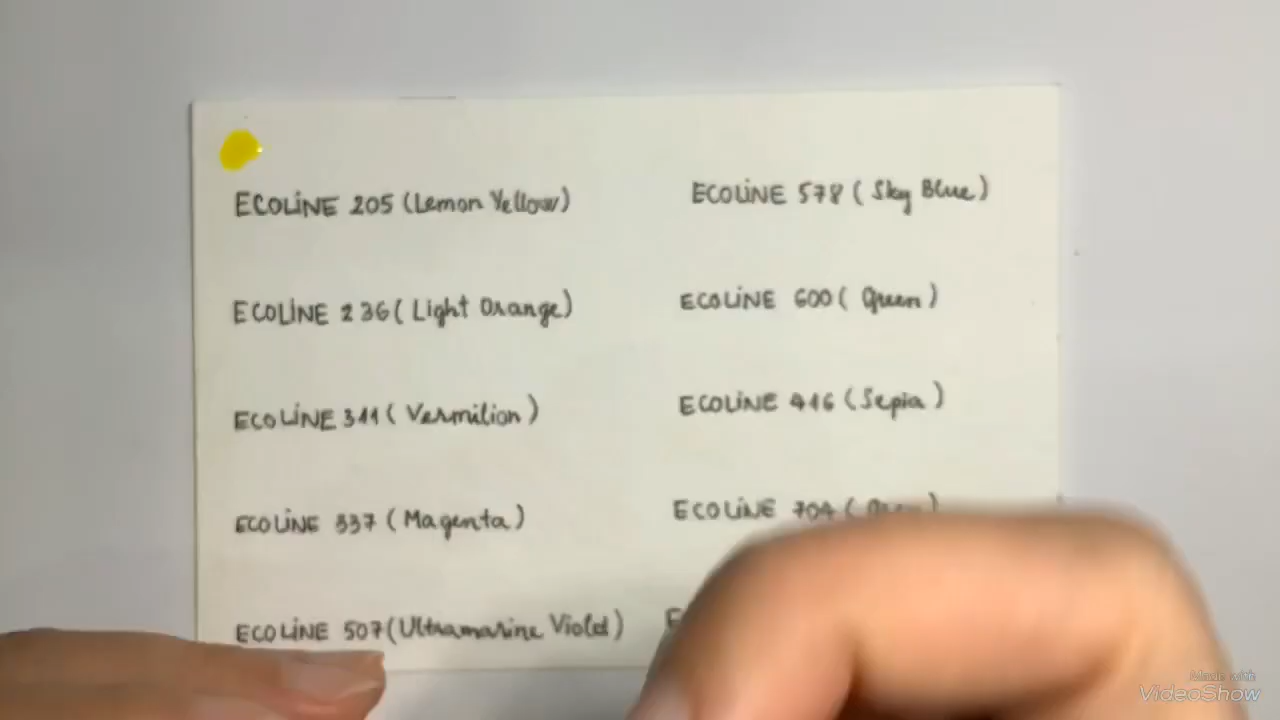 ECOLINE 205 (Lemon Yellow)
ECOLINE 236 (Light Orange)
ECOLINE 311 (Vermilion)
ECOLINE 337 (Magenta)
ECOLINE 507 (Ultramarine Violet)
ECOLINE 578 (Sky Blue)
ECOLINE 600 (Green)
ECOLINE 416 (Sepia)
ECOLINE 704 (
Made with
VideoShow